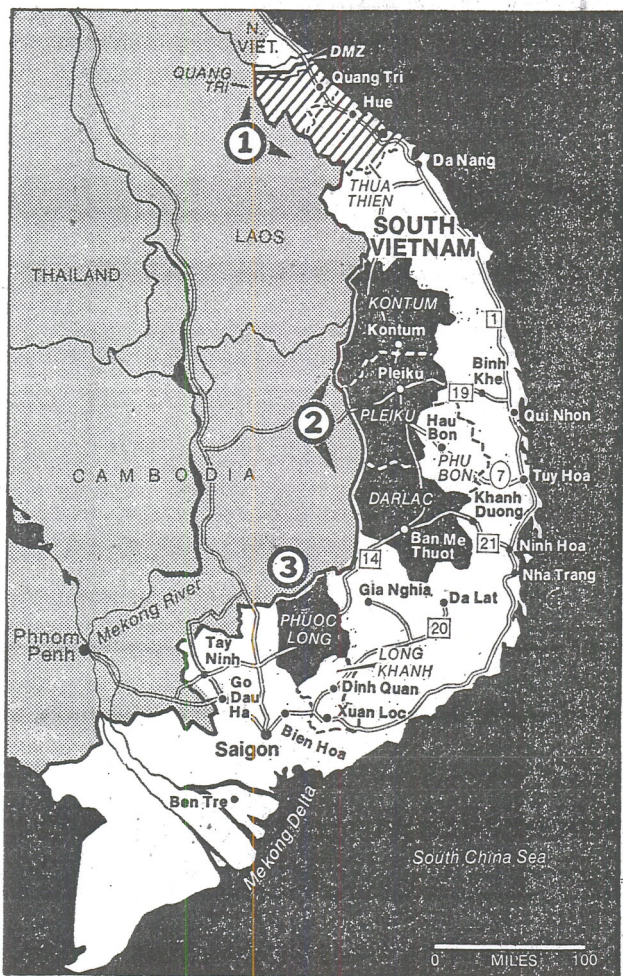 N.
VIET.
DMZ
QUANG
TRI
Quang Tri
Hue
1
Da Nang
THUA
THIEN
SOUTH
VIETNAM
LAOS
THAILAND
KONTUM
Kontum
1
Binh
Khe
Pleiku
19
2
PLEIKU
Qui Nhon
Hau
Bon
PHU
BON
7
Tuy Hoa
CAMBODIA
DARLAC
Khanh
Duong
Ban Me
Thuot
21
Ninh Hoa
14
Nha Trang
3
Gia Nghia
Da Lat
PHUOC
LONG
20
Mekong River
Phnom
Penh
Tay
Ninh
LONG
KHANH
Go
Dau
Ha
Dinh Quan
Xuan Loc
Saigon
Bien Hoa
Ben Tre
Mekong Delta
South China Sea
0 MILES 100